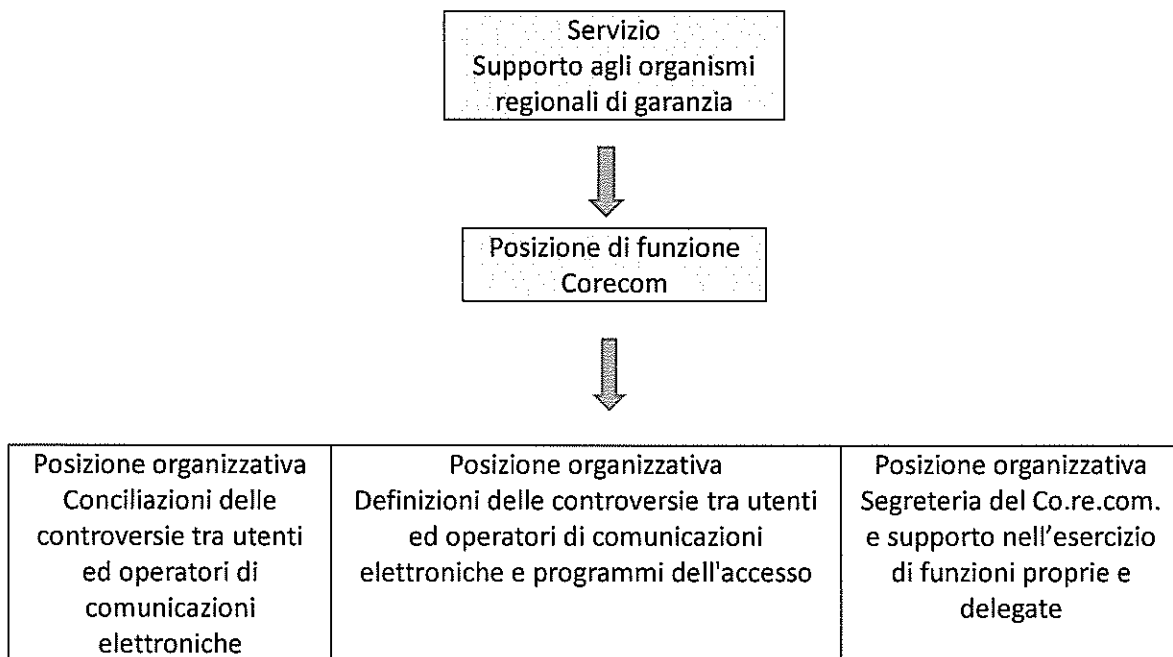 Servizio
Supporto agli organismi
regionali di garanzia
Posizione di funzione
Corecom
Posizione organizzativa
Conciliazioni delle
controversie tra utenti
ed operatori di
comunicazioni
elettroniche
Posizione organizzativa
Definizioni delle controversie tra utenti
ed operatori di comunicazioni
elettroniche e programmi dell'accesso
Posizione organizzativa
Segreteria del Co.re.com.
e supporto nell’esercizio
di funzioni proprie e
delegate